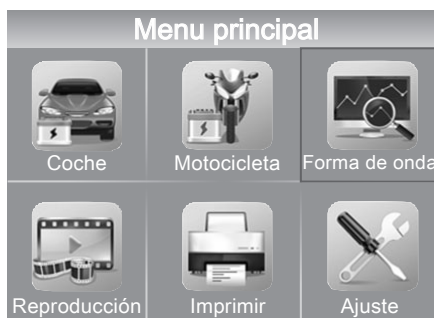 Menu principal
Coche Motocicleta Forma de onda
Reproducción Imprimir Ajuste